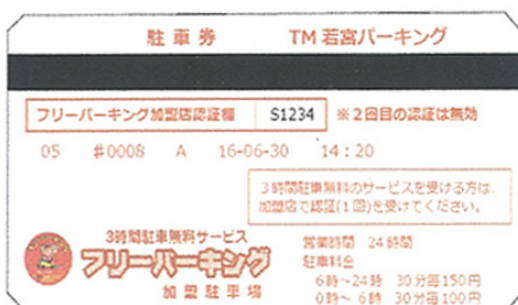 駐車券 TM 若宮パーキング
フリーパーキング加盟店認証欄 S1234 ※2回目の認証は無効
05 #0008 A 16-06-30 14:20
3時間駐車無料のサービスを受ける方は、
加盟店で認証(1回)を受けてください。
3時間駐車無料サービス
フリーパーキング
加盟駐車場
営業時間 24時間
駐車料金
6時~24時 30分毎150円
0時~ 6時 30分毎100円